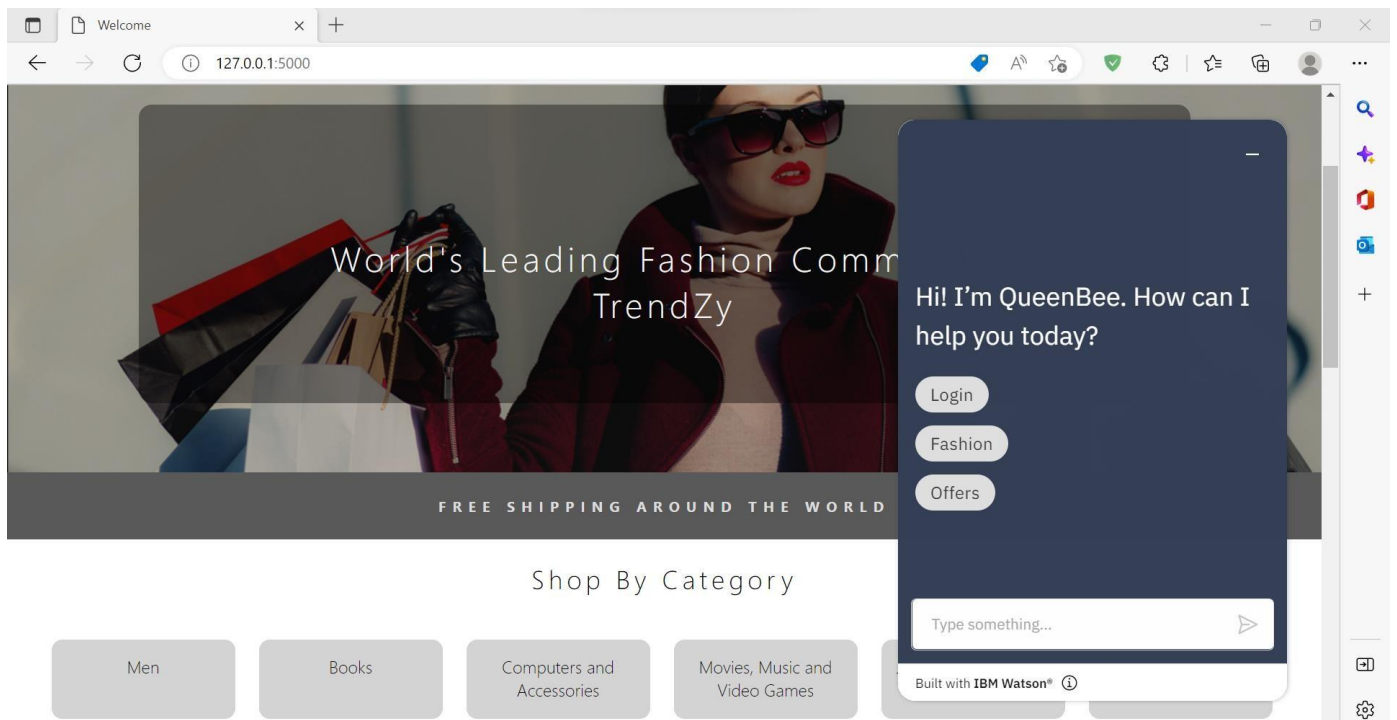 Welcome
127.0.0.1:5000
World's Leading Fashion Comm
TrendZy
FREE SHIPPING AROUND THE WORLD
Shop By Category
Men
Books
Computers and
Accessories
Movies, Music and
Video Games
Hi! I’m QueenBee. How can I
help you today?
Login
Fashion
Offers
Type something...
Built with IBM Watson®